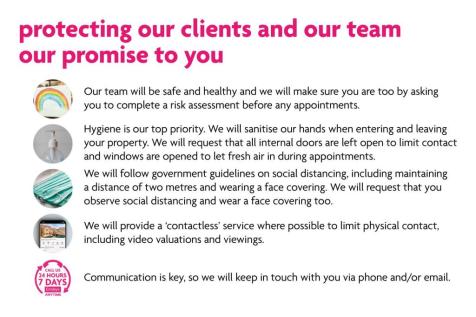 protecting our clients and our team
our promise to you
Our team will be safe and healthy and we will make sure you are too by asking
you to complete a risk assessment before any appointments.
Hygiene is our top priority. We will sanitise our hands when entering and leaving
your property. We will request that all internal doors are left open to limit contact
and windows are opened to let fresh air in during appointments.
We will follow government guidelines on social distancing, including maintaining
a distance of two metres and wearing a face covering. We will request that you
observe social distancing and wear a face covering too.
We will provide a ‘contactless’ service where possible to limit physical contact,
including video valuations and viewings.
CALL US
24 HOURS
7 DAYS
ANYTIME
Communication is key, so we will keep in touch with you via phone and/or email.